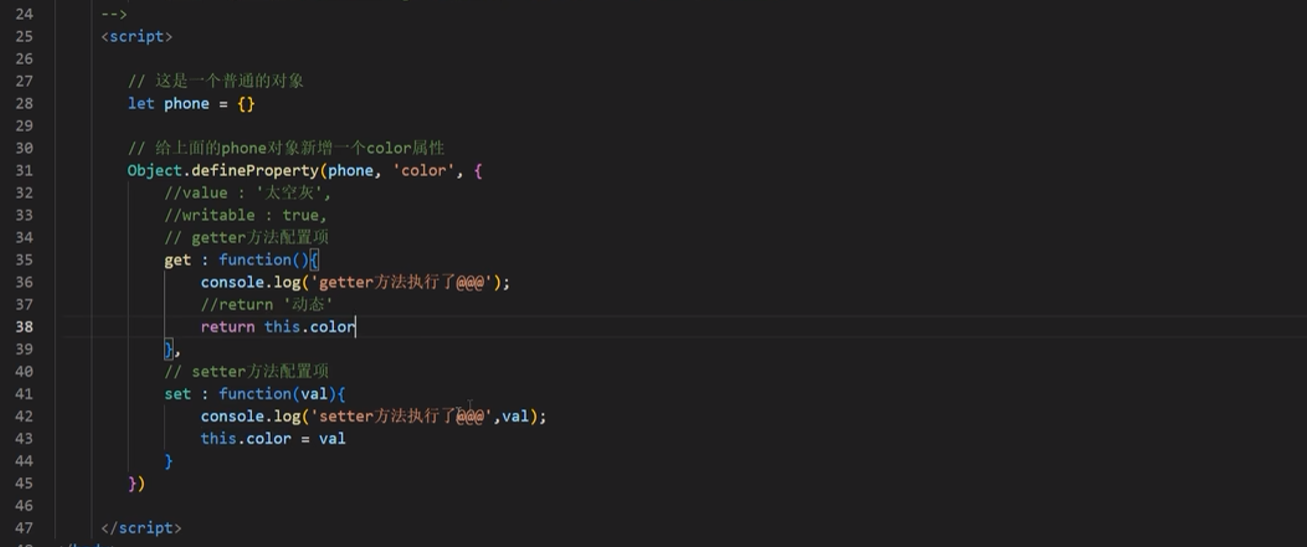 24 -->
25 <script>
26
27 // 这是一个普通的对象
28 let phone = {}
29
30 // 给上面的phone对象新增一个color属性
31 Object.defineProperty(phone, 'color', {
32 //value : '太空灰',
33 //writable : true,
34 // getter方法配置项
35 get : function(){
36 console.log('getter方法执行了@@@');
37 //return '动态'
38 return this.color
39 },
40 // setter方法配置项
41 set : function(val){
42 console.log('setter方法执行了@@@',val);
43 this.color = val
44 }
45 })
46
47 </script>